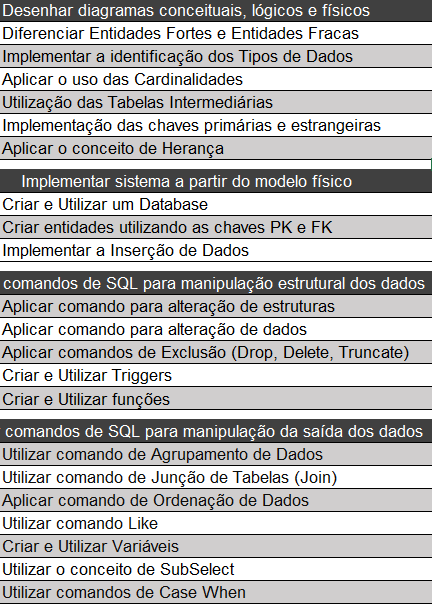 Desenhar diagramas conceituais, lógicos e físicos
Diferenciar Entidades Fortes e Entidades Fracas
Implementar a identificação dos Tipos de Dados
Aplicar o uso das Cardinalidades
Utilização das Tabelas Intermediárias
Implementação das chaves primárias e estrangeiras
Aplicar o conceito de Herança
Implementar sistema a partir do modelo físico
Criar e Utilizar um Database
Criar entidades utilizando as chaves PK e FK
Implementar a Inserção de Dados
comandos de SQL para manipulação estrutural dos dados
Aplicar comando para alteração de estruturas
Aplicar comando para alteração de dados
Aplicar comandos de Exclusão (Drop, Delete, Truncate)
Criar e Utilizar Triggers
Criar e Utilizar funções
comandos de SQL para manipulação da saída dos dados
Utilizar comando de Agrupamento de Dados
Utilizar comando de Junção de Tabelas (Join)
Aplicar comando de Ordenação de Dados
Utilizar comando Like
Criar e Utilizar Variáveis
Utilizar o conceito de SubSelect
Utilizar comandos de Case When